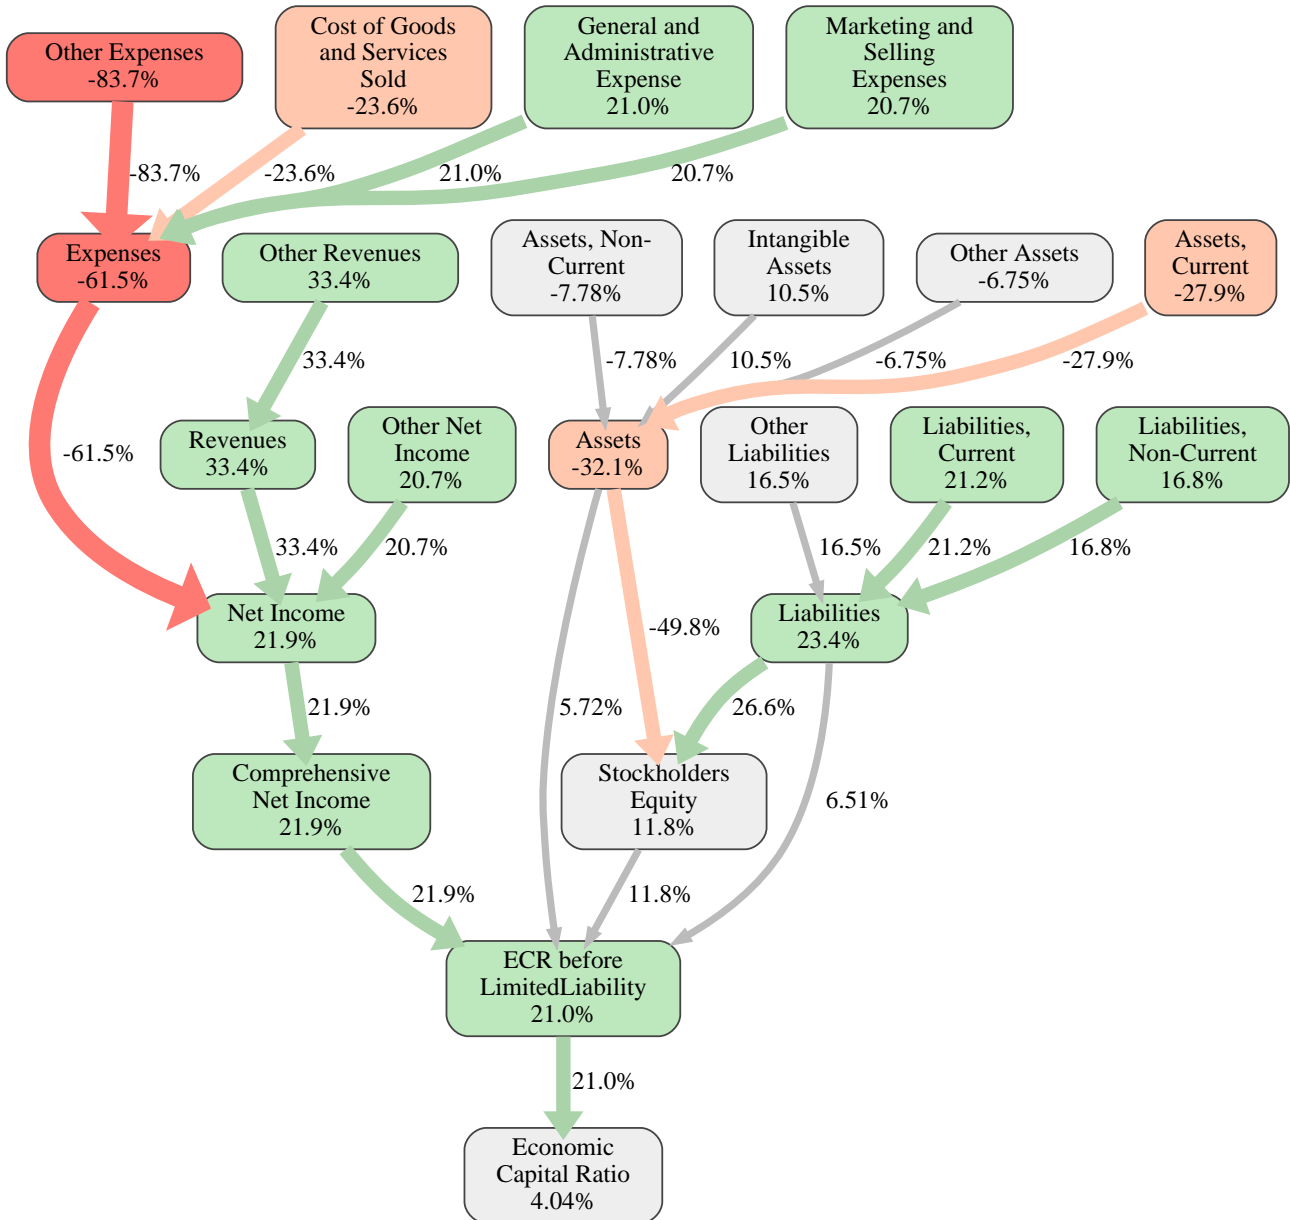 Other Expenses
-83.7%
Cost of Goods
and Services
Sold
-23.6%
General and
Administrative
Expense
21.0%
Marketing and
Selling
Expenses
20.7%
-83.7%
-23.6%
21.0%
20.7%
Expenses
-61.5%
Other Revenues
33.4%
Assets, Non-
Current
-7.78%
Intangible
Assets
10.5%
Other Assets
-6.75%
Assets,
Current
-27.9%
33.4%
-7.78%
10.5%
-6.75%
-27.9%
-61.5%
Revenues
33.4%
Other Net
Income
20.7%
Assets
-32.1%
Other
Liabilities
16.5%
Liabilities,
Current
21.2%
Liabilities,
Non-Current
16.8%
33.4%
20.7%
16.5%
21.2%
16.8%
Net Income
21.9%
-49.8%
Liabilities
23.4%
21.9%
5.72%
26.6%
Comprehensive
Net Income
21.9%
Stockholders
Equity
11.8%
6.51%
21.9%
11.8%
ECR before
LimitedLiability
21.0%
21.0%
Economic
Capital Ratio
4.04%